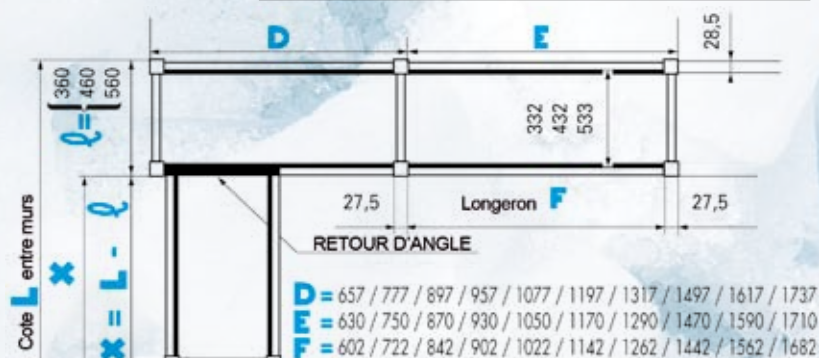 D E
28,5
ℓ = { 360 460 560
332
432
533
Cote L entre murs
X
X = L - ℓ
27,5 Longeron F 27,5
RETOUR D'ANGLE
D = 657 / 777 / 897 / 957 / 1077 / 1197 / 1317 / 1497 / 1617 / 1737
E = 630 / 750 / 870 / 930 / 1050 / 1170 / 1290 / 1470 / 1590 / 1710
F = 602 / 722 / 842 / 902 / 1022 / 1142 / 1262 / 1442 / 1562 / 1682